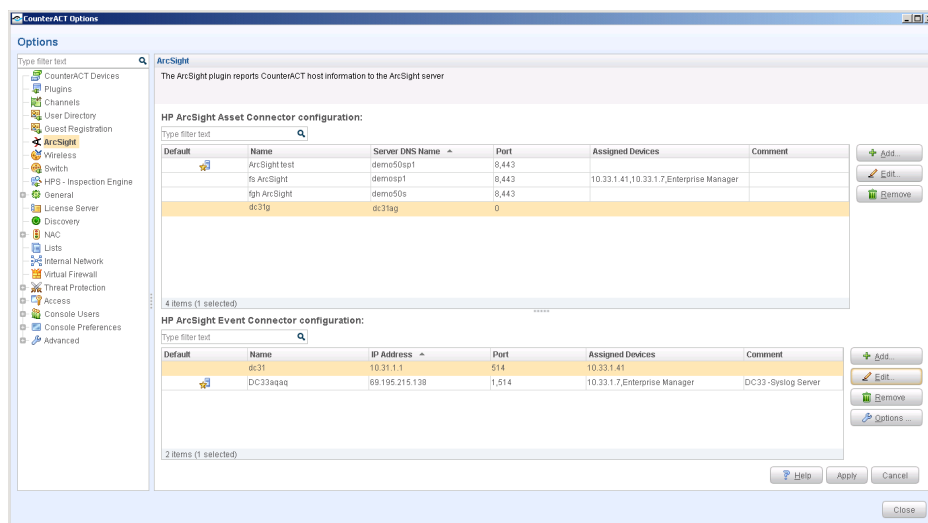 CounterACT Options
Options
Type filter text
CounterACT Devices
Plugins
Channels
User Directory
Guest Registration
ArcSight
Wireless
Switch
HPS - Inspection Engine
General
License Server
Discovery
NAC
Lists
Internal Network
Virtual Firewall
Threat Protection
Access
Console Users
Console Preferences
Advanced
ArcSight
The ArcSight plugin reports CounterACT host information to the ArcSight server
HP ArcSight Asset Connector configuration:
Type filter text
Default Name Server DNS Name Port Assigned Devices Comment
ArcSight test demo50sp1 8,443
fs ArcSight demosp1 8,443 10.33.1.41,10.33.1.7,Enterprise Manager
fgh ArcSight demo50s 8,443
dc31g dc31ag 0
Add...
Edit...
Remove
4 items (1 selected)
HP ArcSight Event Connector configuration:
Type filter text
Default Name IP Address Port Assigned Devices Comment
dc31 10.31.1.1 514 10.33.1.41
DC33aqaq 69.195.215.138 1,514 10.33.1.7,Enterprise Manager DC33 -Syslog Server
Add...
Edit...
Remove
Options ...
2 items (1 selected)
Help Apply Cancel
Close